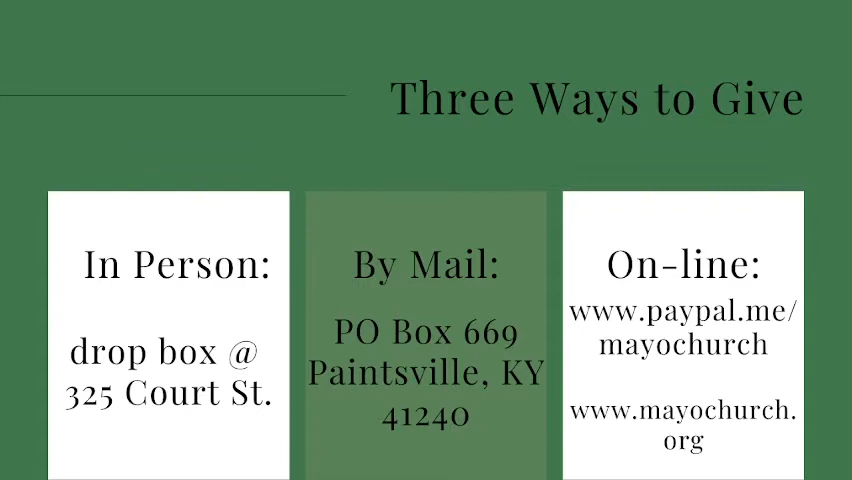 Three Ways to Give
In Person:
drop box @
325 Court St.
By Mail:
PO Box 669
Paintsville, KY
41240
On-line:
www.paypal.me/
mayochurch
www.mayochurch.
org